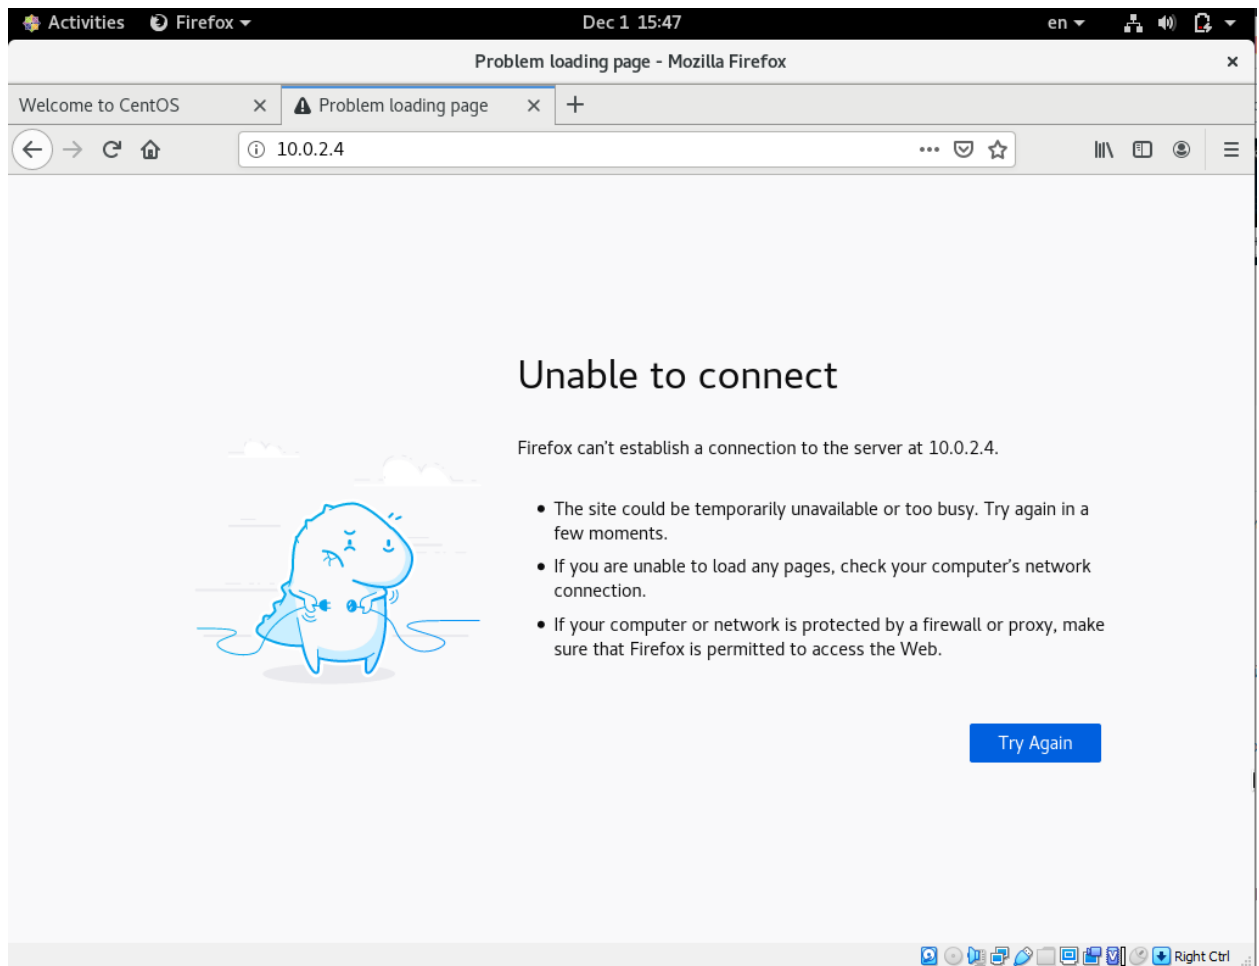 Activities Firefox Dec 1 15:47 en
Problem loading page - Mozilla Firefox
Welcome to CentOS Problem loading page
10.0.2.4
Unable to connect
Firefox can't establish a connection to the server at 10.0.2.4.
The site could be temporarily unavailable or too busy. Try again in a
few moments.
If you are unable to load any pages, check your computer's network
connection.
If your computer or network is protected by a firewall or proxy, make
sure that Firefox is permitted to access the Web.
Try Again
Right Ctrl